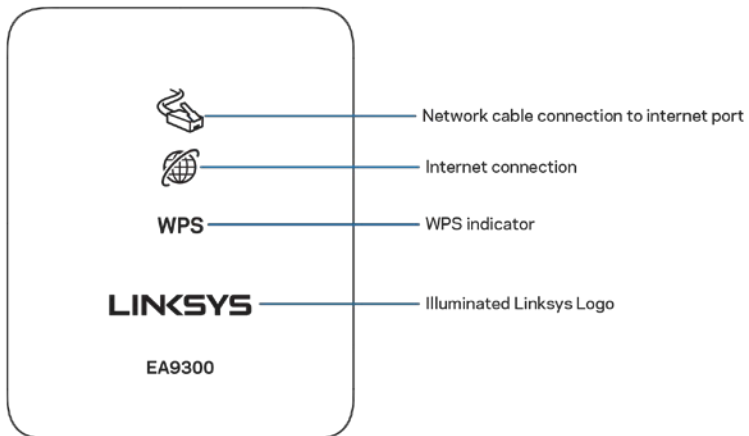 Network cable connection to internet port
Internet connection
WPS
WPS indicator
LINKSYS
Illuminated Linksys Logo
EA9300